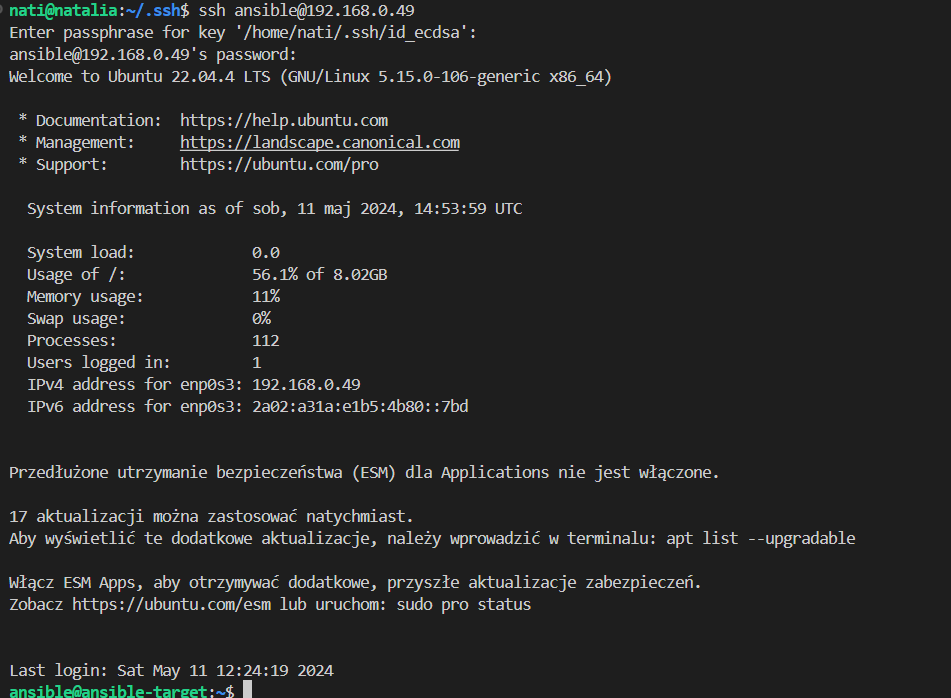 nati@natalia:~/.ssh$ ssh ansible@192.168.0.49
Enter passphrase for key '/home/nati/.ssh/id_ecdsa':
ansible@192.168.0.49's password:
Welcome to Ubuntu 22.04.4 LTS (GNU/Linux 5.15.0-106-generic x86_64)
* Documentation:  https://help.ubuntu.com
* Management:     https://landscape.canonical.com
* Support:        https://ubuntu.com/pro
System information as of sob, 11 maj 2024, 14:53:59 UTC
System load:             0.0
Usage of /:              56.1% of 8.02GB
Memory usage:            11%
Swap usage:              0%
Processes:               112
Users logged in:         1
IPv4 address for enp0s3: 192.168.0.49
IPv6 address for enp0s3: 2a02:a31a:e1b5:4b80::7bd
Przedłużone utrzymanie bezpieczeństwa (ESM) dla Applications nie jest włączone.
17 aktualizacji można zastosować natychmiast.
Aby wyświetlić te dodatkowe aktualizacje, należy wprowadzić w terminalu: apt list --upgradable
Włącz ESM Apps, aby otrzymywać dodatkowe, przyszłe aktualizacje zabezpieczeń.
Zobacz https://ubuntu.com/esm lub uruchom: sudo pro status
Last login: Sat May 11 12:24:19 2024
ansible@ansible-target:~$